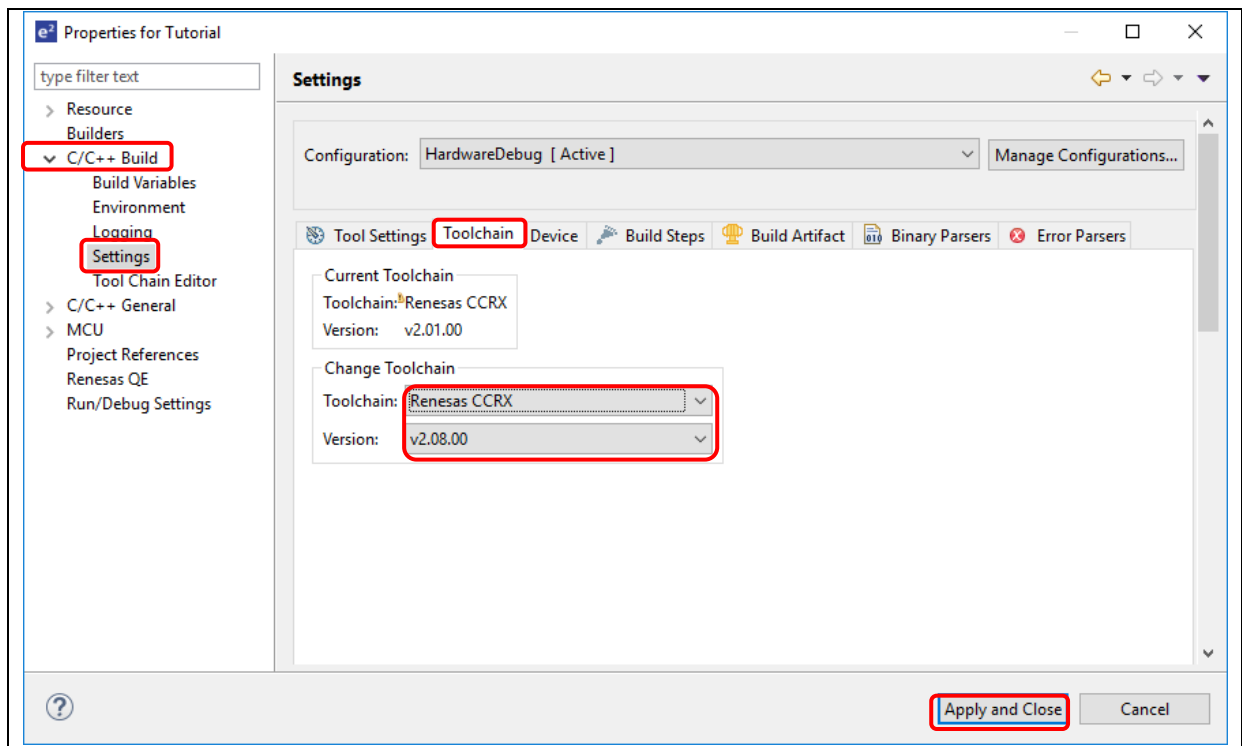 e² Properties for Tutorial
type filter text
Resource
Builders
C/C++ Build
Build Variables
Environment
Logging
Settings
Tool Chain Editor
C/C++ General
MCU
Project References
Renesas QE
Run/Debug Settings
Settings
Configuration: HardwareDebug [ Active ] Manage Configurations...
Tool Settings Toolchain Device Build Steps Build Artifact Binary Parsers Error Parsers
Current Toolchain
Toolchain: Renesas CCRX
Version: v2.01.00
Change Toolchain
Toolchain: Renesas CCRX
Version: v2.08.00
? Apply and Close Cancel